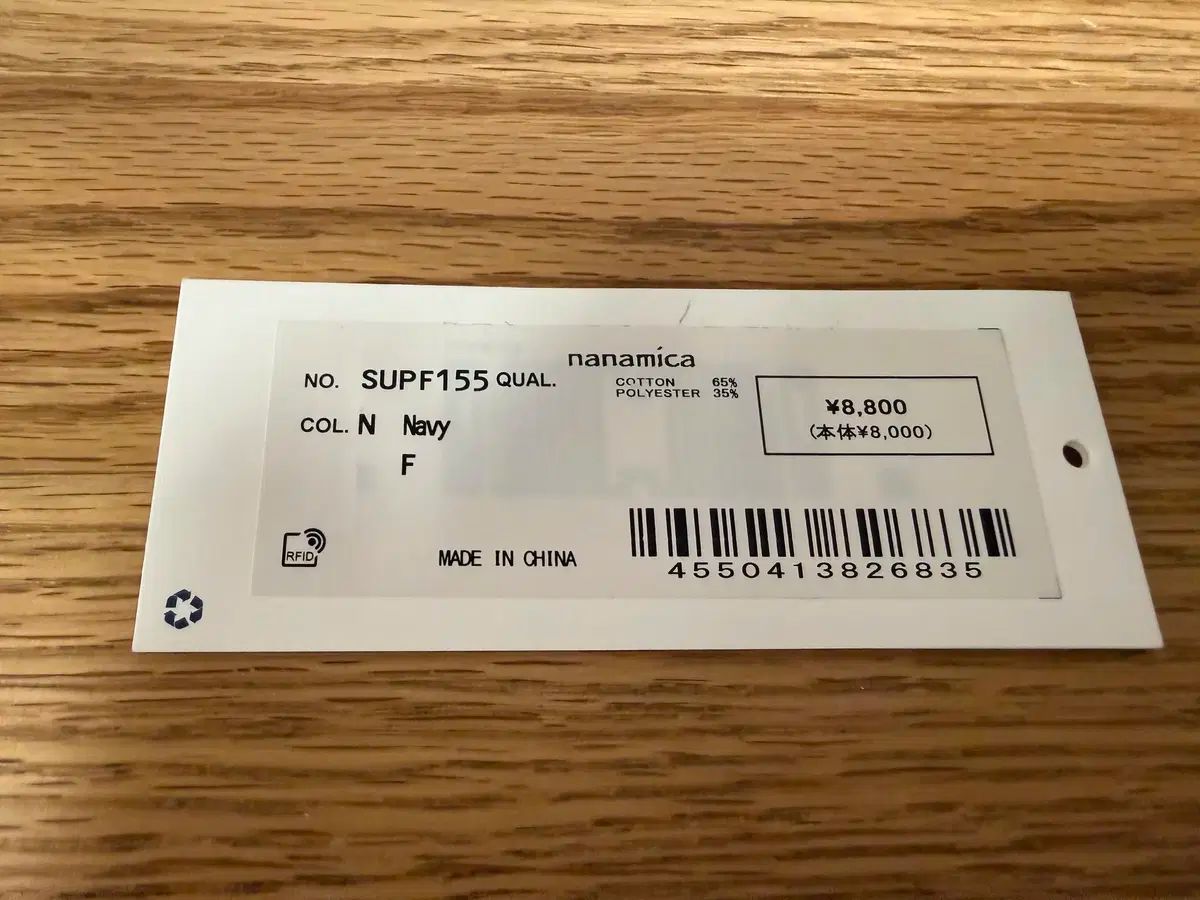 nanamica
NO. SUPF155 QUAL. COTTON 65%
POLYESTER 35%
¥8,800
(本体¥8,000)
COL. N Navy
F
RFID
MADE IN CHINA
4550413826835